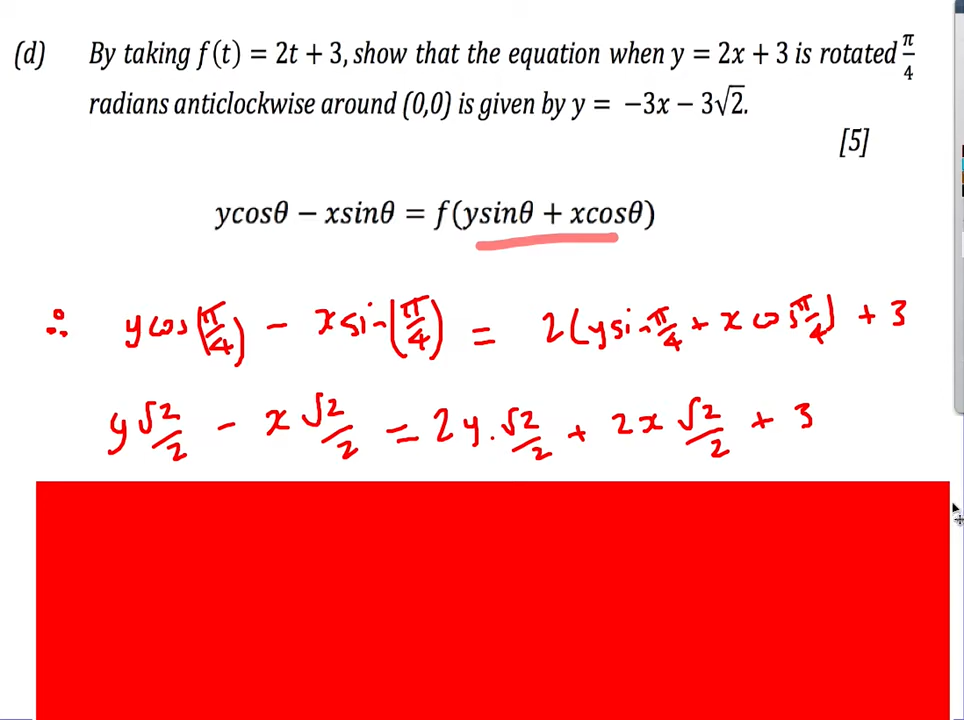 (d) By taking f(t) = 2t + 3, show that the equation when y = 2x + 3 is rotated π/4
radians anticlockwise around (0,0) is given by y = −3x − 3√2.
[5]
ycosθ − xsinθ = f(ysinθ + xcosθ)
∴ ycos(π/4) − xsin(π/4) = 2(ysinπ/4 + xcosπ/4) + 3
y√2/2 − x√2/2 = 2y.√2/2 + 2x√2/2 + 3